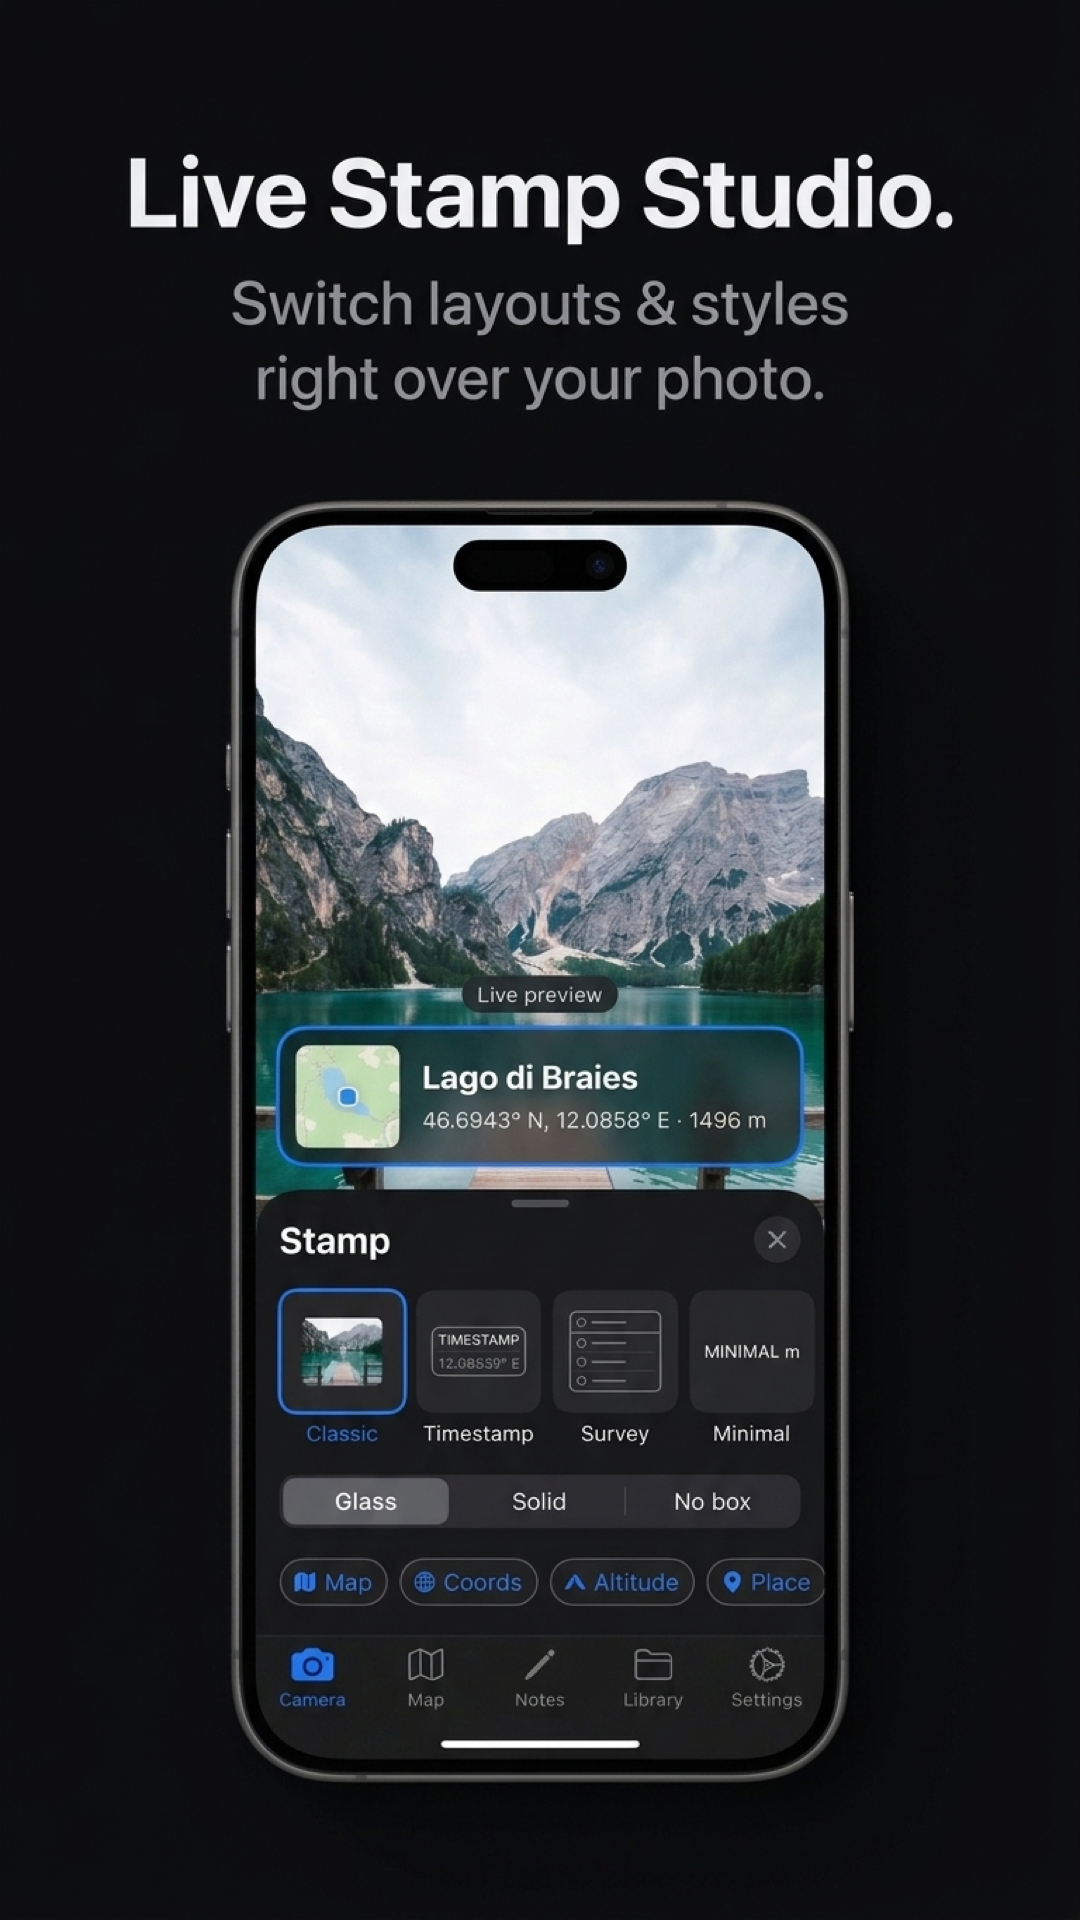 Live Stamp Studio.
Switch layouts & styles
right over your photo.
Live preview
Lago di Braies
46.6943° N, 12.0858° E · 1496 m
Stamp
TIMESTAMP
MINIMAL m
Classic
Timestamp
Survey
Minimal
Glass
Solid
No box
Map
Coords
Altitude
Place
Camera
Map
Notes
Library
Settings